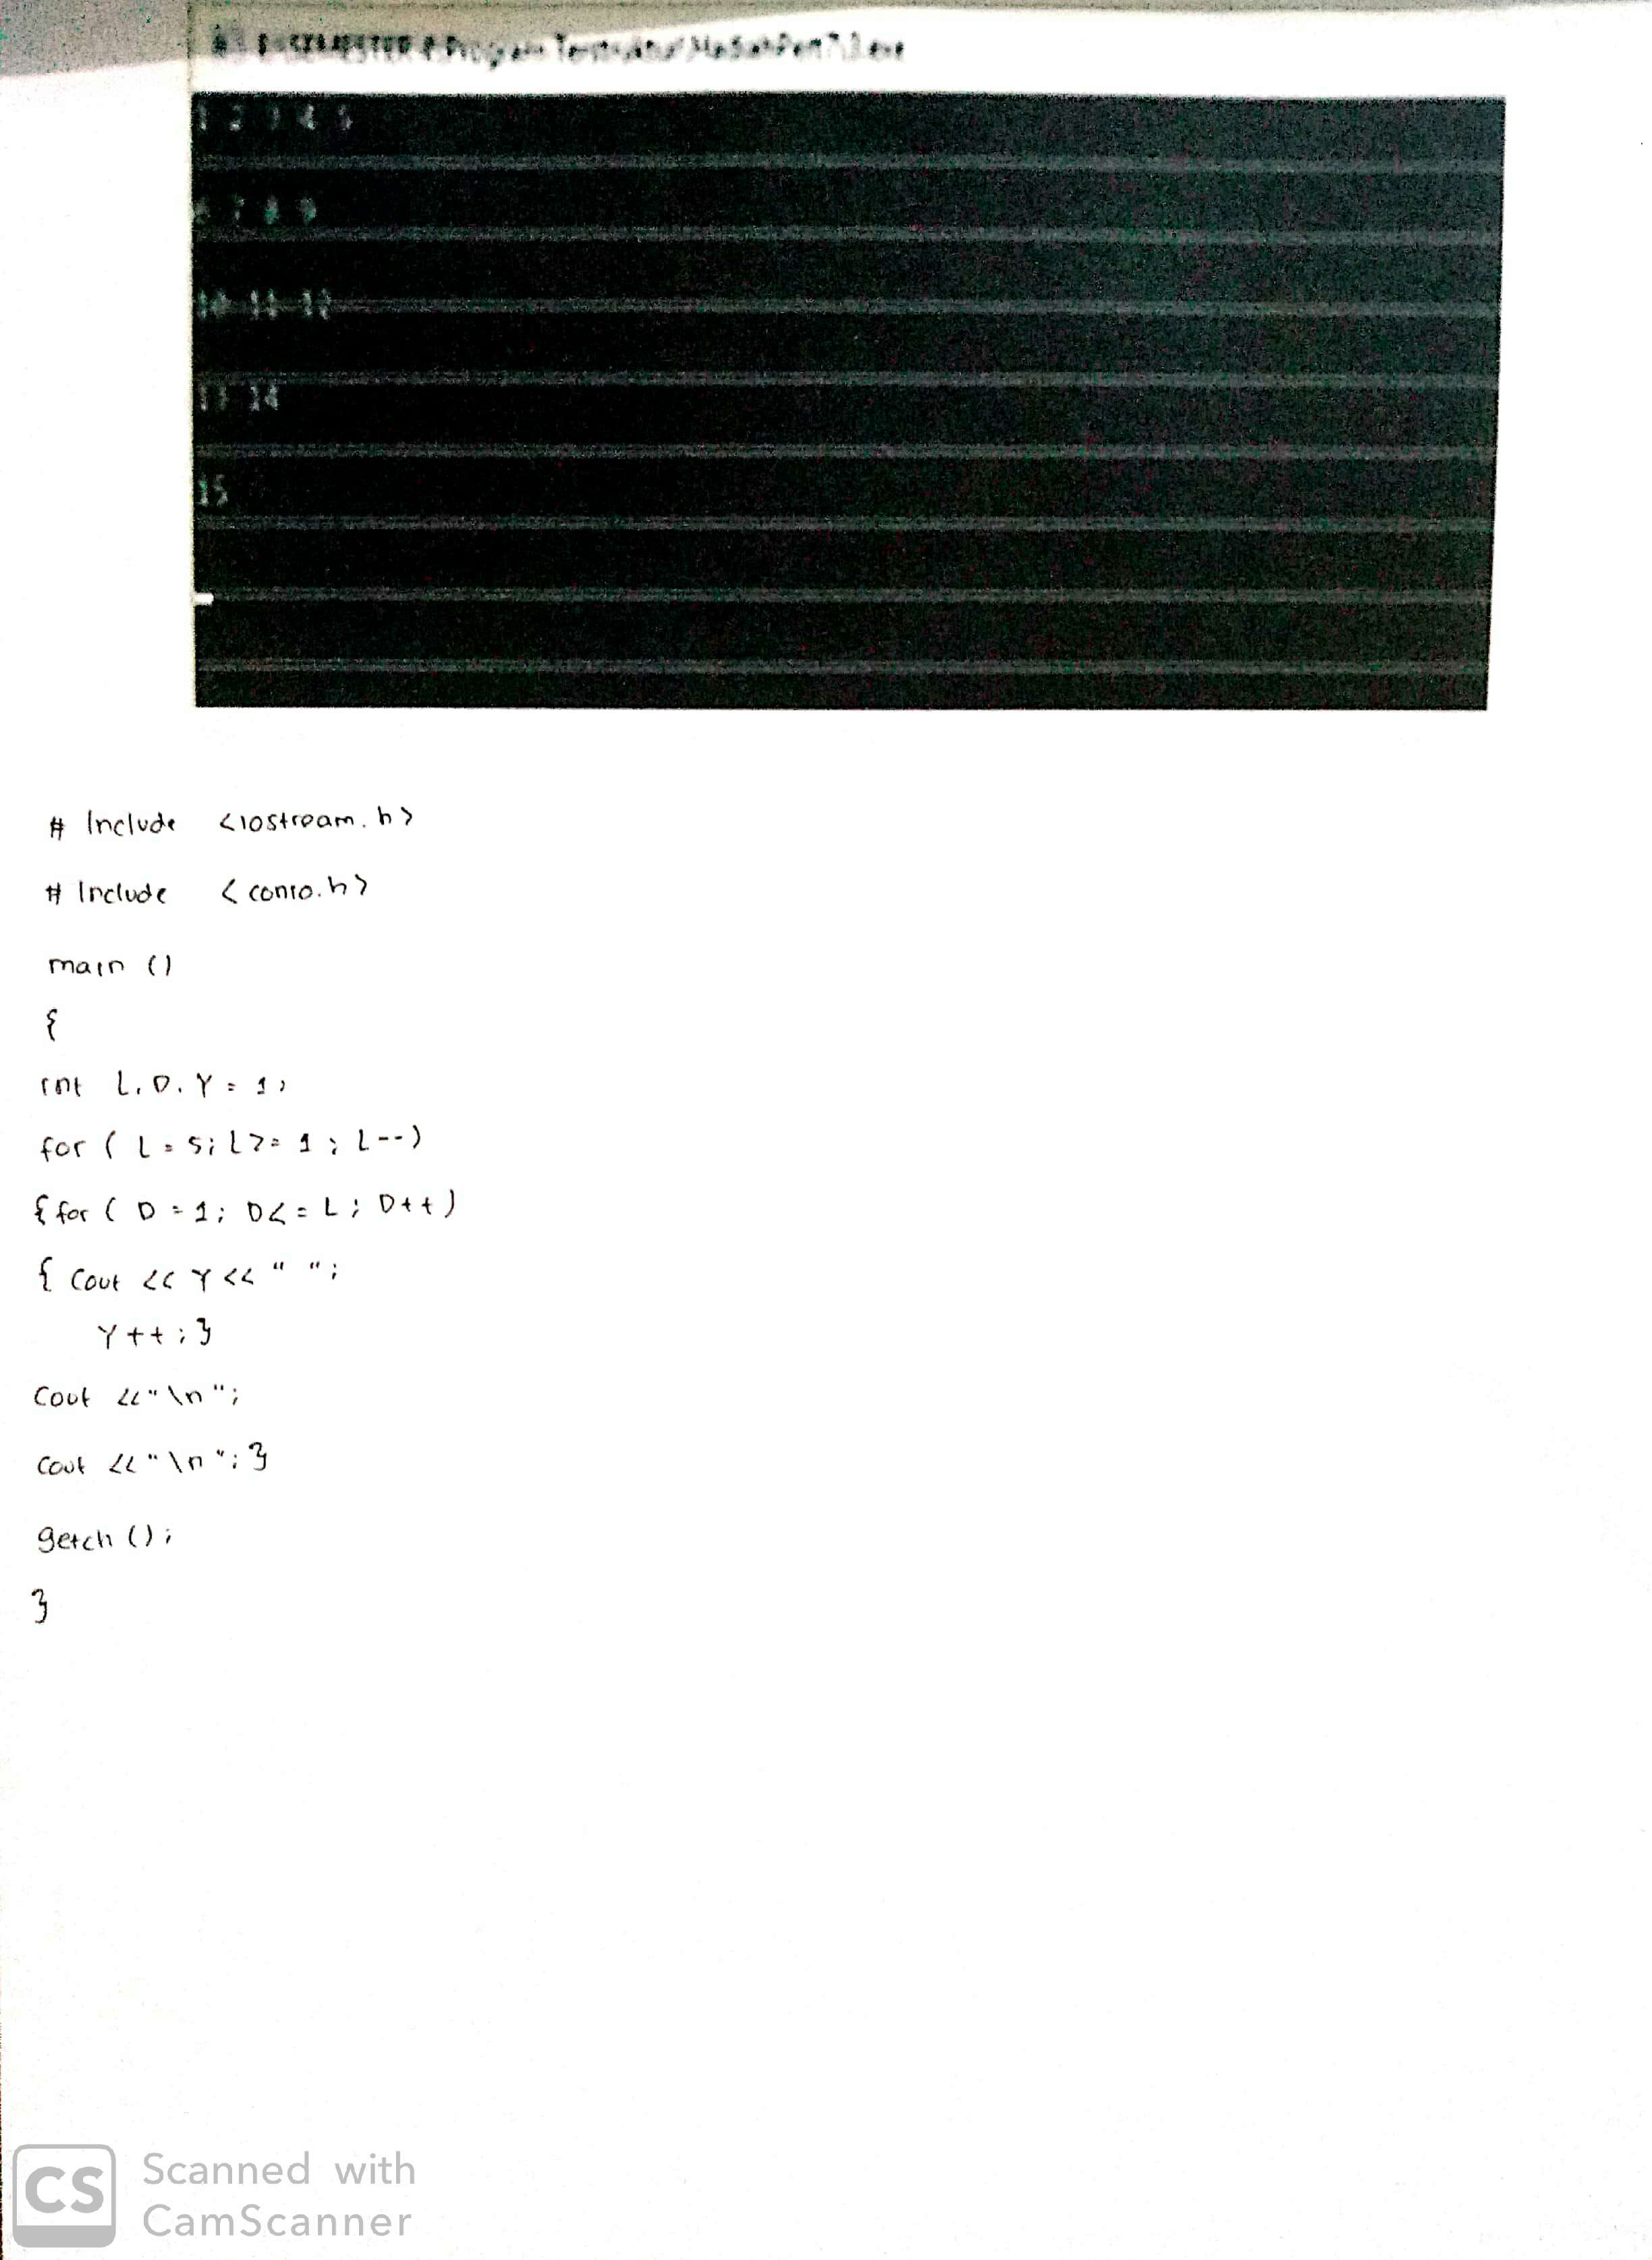 Program
1 2 3 4 5
6 7 8 9
10 11 12
13 14
15
# Include <iostream.h>
# Include <conio.h>
main ()
{
int L, D, Y = 1;
for ( L = 5; L >= 1 ; L--)
{ for ( D = 1; D <= L ; D++ )
{ Cout << Y << " " ;
Y ++ ; }
Cout << "\n" ;
Cout << "\n" ; }
getch () ;
}
CS Scanned with
CamScanner